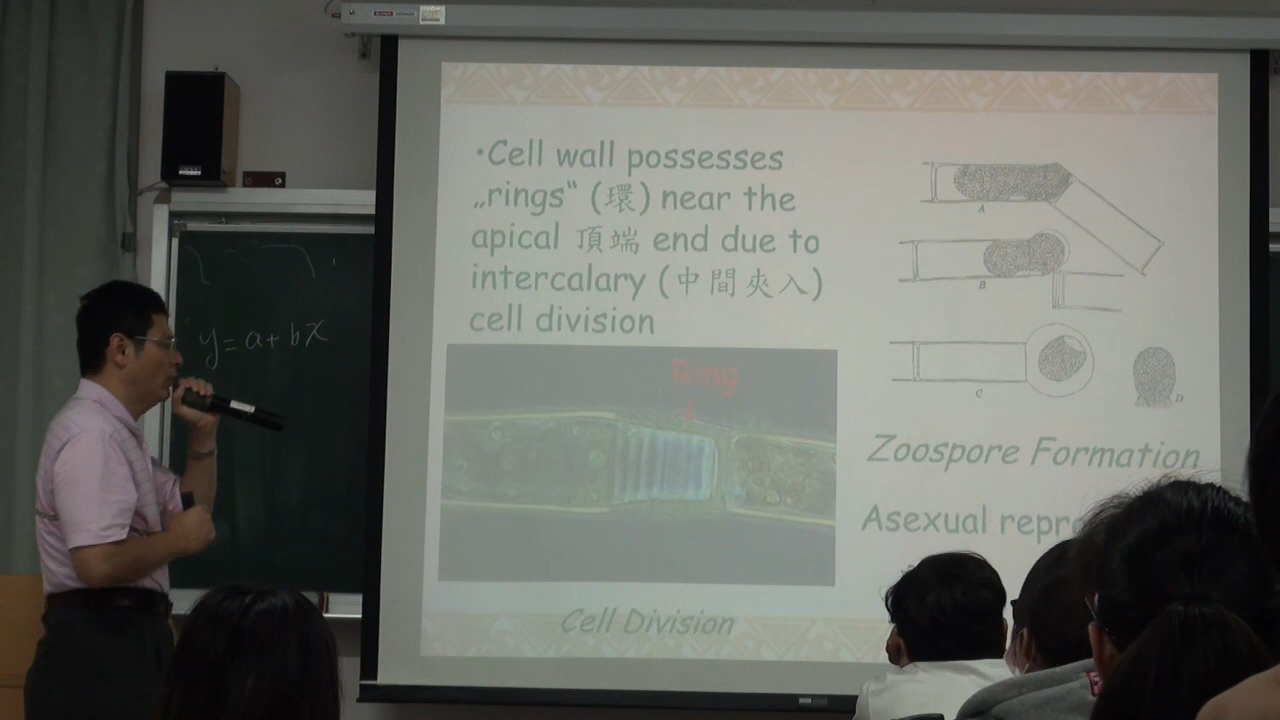 y=a+bx
•Cell wall possesses
„rings“ (環) near the
apical 頂端 end due to
intercalary (中間夾入)
cell division
Ring
Cell Division
A
B
C
D
Zoospore Formation
Asexual repro